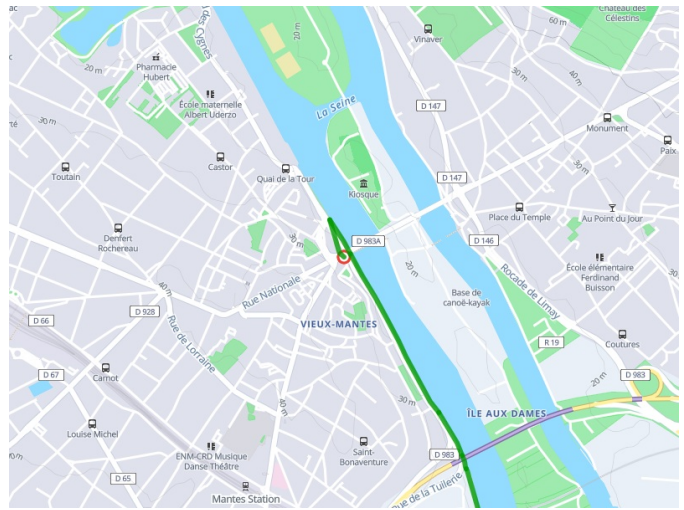 Château des
Célestins
Vinaver
20 m
Rue des Cygnes
Pharmacie
Hubert
20 m
30 m
40 m
École maternelle
Albert Uderzo
La Seine
D 147
Monument
30 m
Paix
Castor
Toutain
Quai de la Tour
D 147
Kiosque
30 m
Place du Temple
Au Point du Jour
Denfert
Rochereau
30 m
D 983A
D 146
20 m
École élémentaire
Ferdinand
Buisson
Rue Nationale
40 m
Base de
canoë-kayak
Rocade de Limay
D 928
D 66
VIEUX-MANTES
Rue de Lorraine
R 19
Coutures
Camot
D 67
D 983
20 m
40 m
30 m
ÎLE AUX DAMES
Louise Michel
ENM-CRD Musique
Danse Théâtre
Saint-
Bonaventure
D 983
D 65
Rue de la Tuilerie
Mantes Station